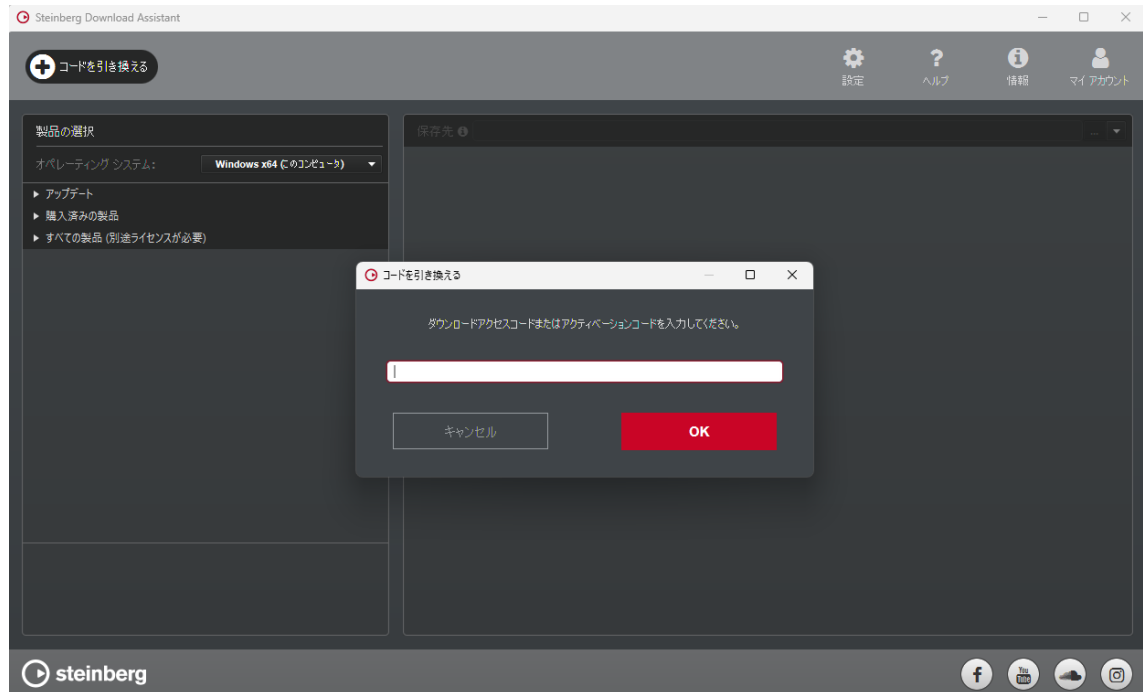 Steinberg Download Assistant
コードを引き換える
設定
ヘルプ
情報
マイ アカウント
製品の選択
オペレーティング システム:
Windows x64 (このコンピュータ)
アップデート
購入済みの製品
すべての製品 (別途ライセンスが必要)
保存先
...
コードを引き換える
ダウンロードアクセスコードまたはアクティベーションコードを入力してください。
キャンセル
OK
steinberg
You
Tube